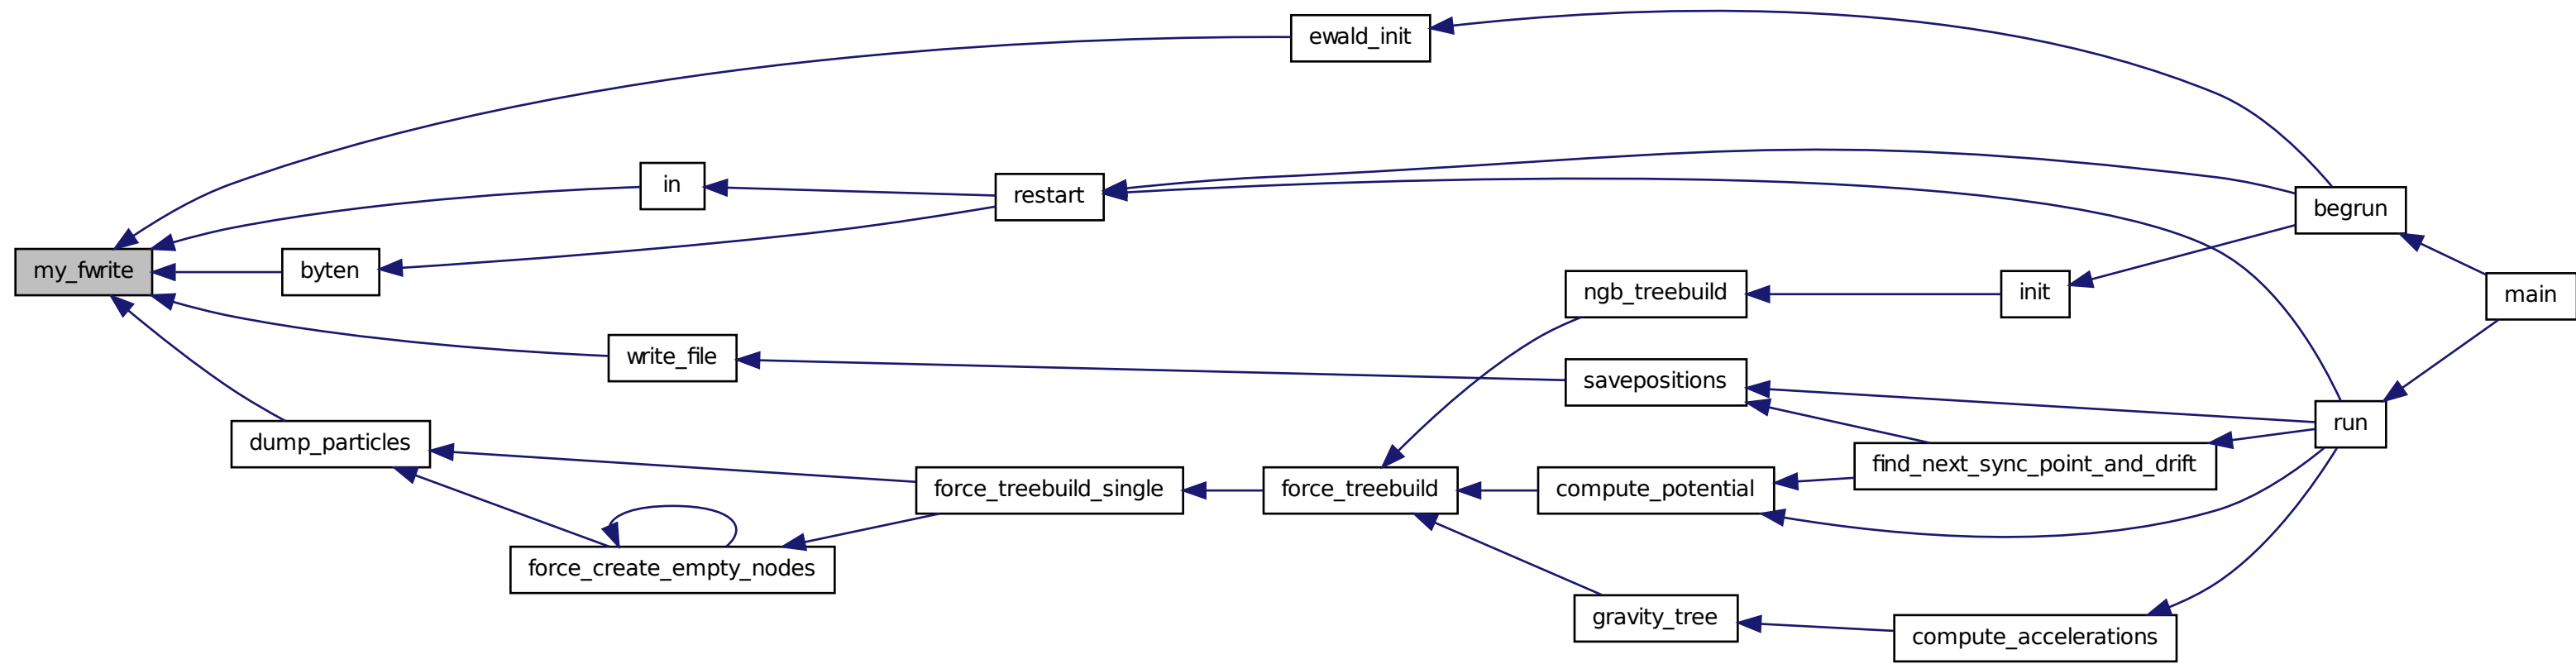 ewald_init
in
restart
begrun
my_fwrite
byten
ngb_treebuild
init
main
write_file
savepositions
run
dump_particles
find_next_sync_point_and_drift
force_treebuild_single
force_treebuild
compute_potential
force_create_empty_nodes
gravity_tree
compute_accelerations